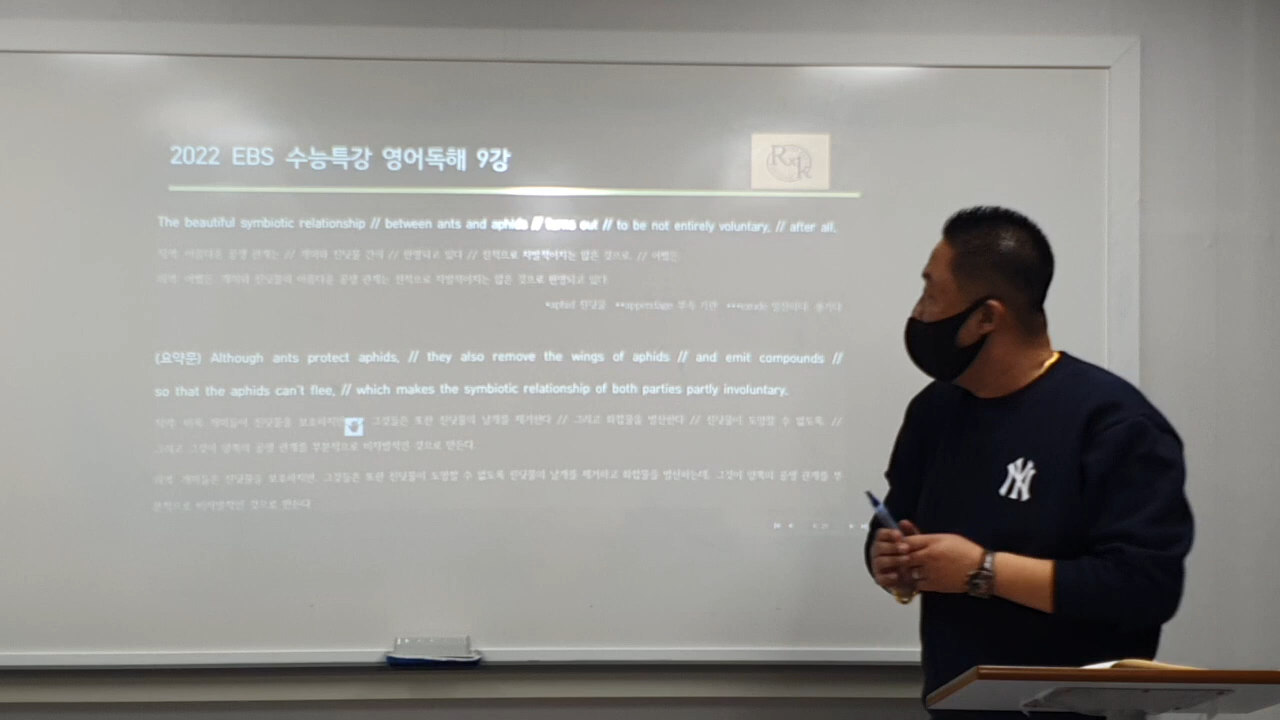 2022 EBS 수능특강 영어독해 9강
RGK
The beautiful symbiotic relationship // between ants and aphids // turns out // to be not entirely voluntary, // after all.
직역: 아름다운 공생 관계는 // 개미와 진딧물 간의 // 판명되고 있다 // 전적으로 자발적이지는 않은 것으로, // 어쨌든
의역: 어쨌든, 개미와 진딧물의 아름다운 공생 관계는 전적으로 자발적이지는 않은 것으로 판명되고 있다
*aphid 진딧물 부속 기관
(요약문) Although ants protect aphids, // they also remove the wings of aphids // and emit compounds //
so that the aphids can't flee, // which makes the symbiotic relationship of both parties partly involuntary.
직역: 비록 개미들이 진딧물을 보호하지만 그것들은 또한 진딧물의 날개를 제거한다 // 그리고 화합물을 발산한다 // 진딧물이 도망할 수 없도록, //
그리고 그것이 양쪽의 공생 관계를 부분적으로 비자발적인 것으로 만든다
의역: 개미들은 진딧물을 보호하지만, 그것들은 또한 진딧물이 도망할 수 없도록 진딧물의 날개를 제거하고 화합물을 발산하는데, 그것이 양쪽의 공생 관계를 부
분적으로 비자발적인 것으로 만든다
NY